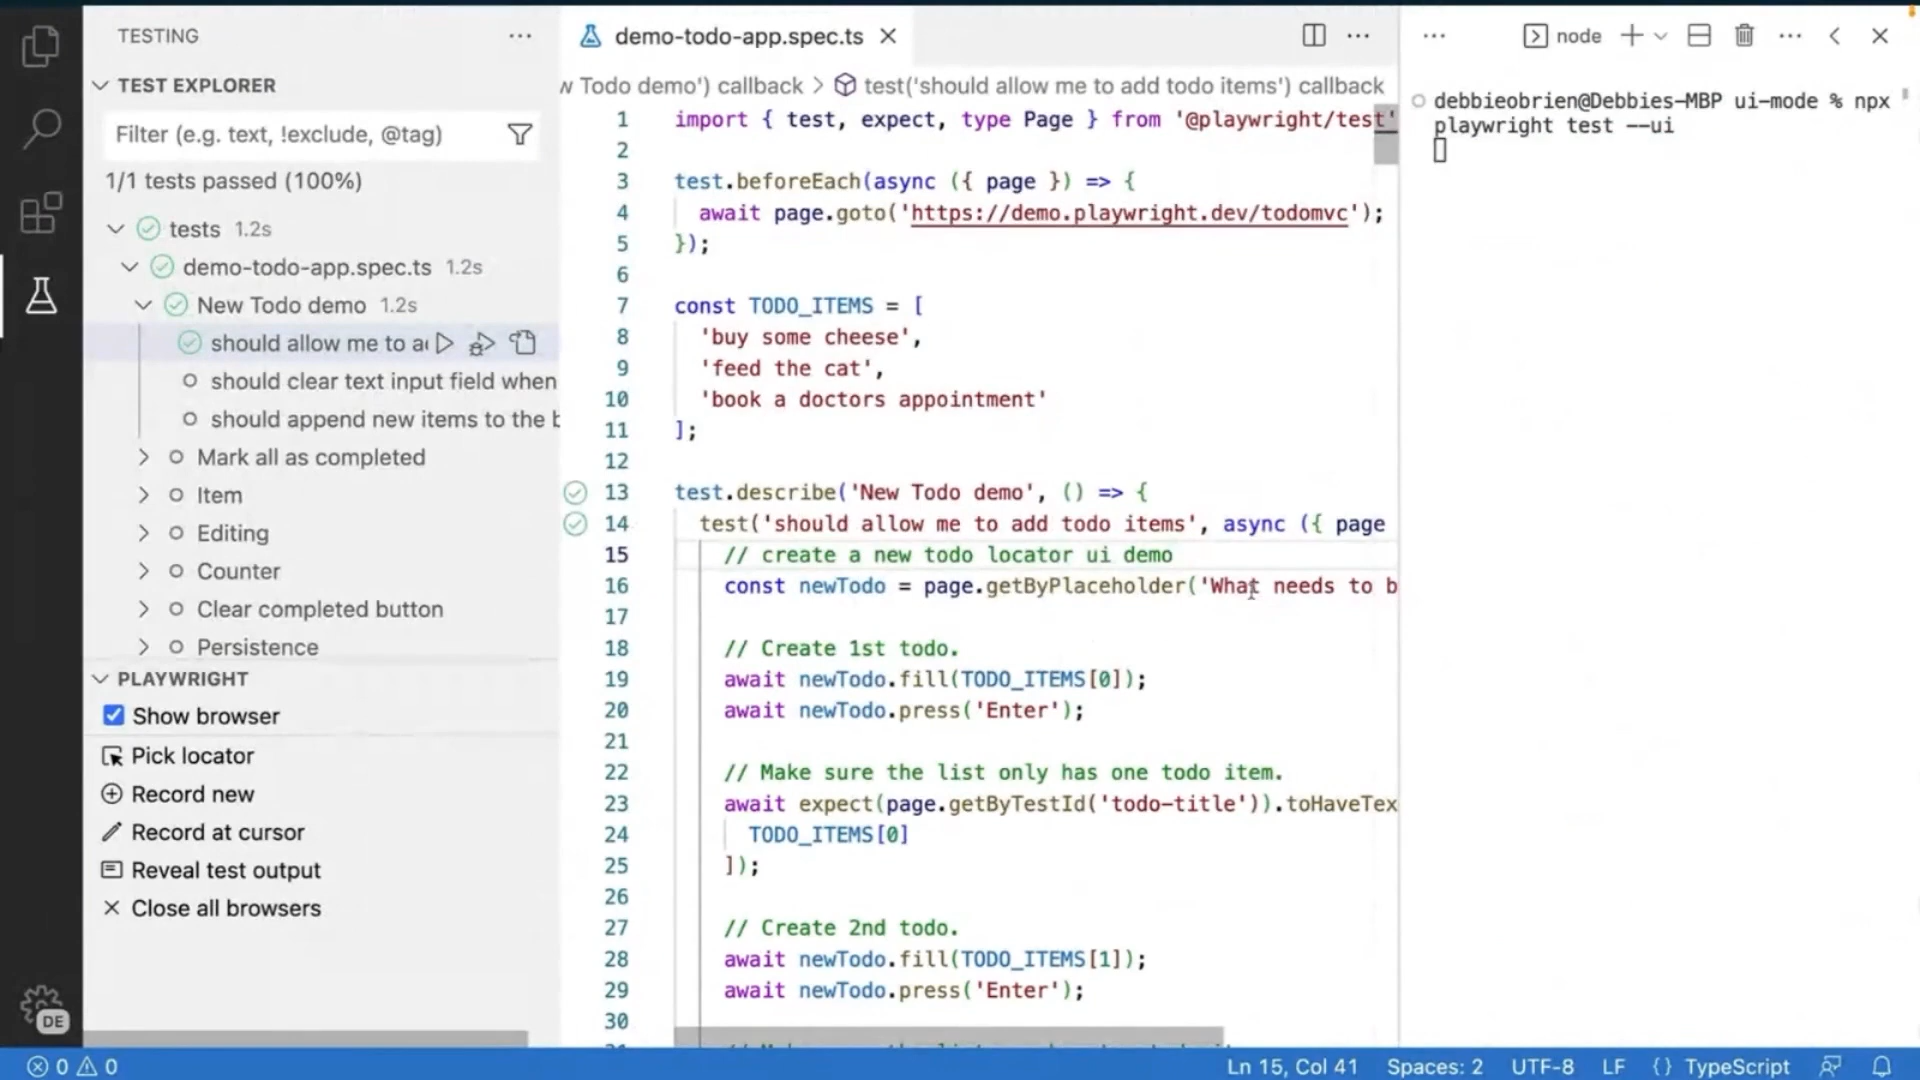 TESTING
TEST EXPLORER
Filter (e.g. text, !exclude, @tag)
1/1 tests passed (100%)
tests 1.2s
demo-todo-app.spec.ts 1.2s
New Todo demo 1.2s
should allow me to a
should clear text input field when
should append new items to the b
Mark all as completed
Item
Editing
Counter
Clear completed button
Persistence
PLAYWRIGHT
Show browser
Pick locator
Record new
Record at cursor
Reveal test output
Close all browsers
DE
demo-todo-app.spec.ts
w Todo demo') callback > test('should allow me to add todo items') callback
1 import { test, expect, type Page } from '@playwright/test'
2
3 test.beforeEach(async ({ page }) => {
4 await page.goto('https://demo.playwright.dev/todomvc');
5 });
6
7 const TODO_ITEMS = [
8 'buy some cheese',
9 'feed the cat',
10 'book a doctors appointment'
11 ];
12
13 test.describe('New Todo demo', () => {
14 test('should allow me to add todo items', async ({ page
15 // create a new todo locator ui demo
16 const newTodo = page.getByPlaceholder('What needs to b
17
18 // Create 1st todo.
19 await newTodo.fill(TODO_ITEMS[0]);
20 await newTodo.press('Enter');
21
22 // Make sure the list only has one todo item.
23 await expect(page.getByTestId('todo-title')).toHaveTex
24 TODO_ITEMS[0]
25 ]);
26
27 // Create 2nd todo.
28 await newTodo.fill(TODO_ITEMS[1]);
29 await newTodo.press('Enter');
30
node
debbieobrien@Debbies-MBP ui-mode % npx
playwright test --ui
0 0
Ln 15, Col 41 Spaces: 2 UTF-8 LF {} TypeScript